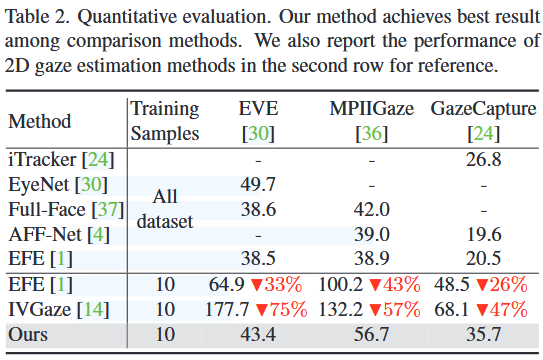 Table 2. Quantitative evaluation. Our method achieves best result
among comparison methods. We also report the performance of
2D gaze estimation methods in the second row for reference.
Method Training Samples EVE [30] MPIIGaze [36] GazeCapture [24]
iTracker [24] All dataset - - 26.8
EyeNet [30] 49.7 - -
Full-Face [37] 38.6 42.0 -
AFF-Net [4] - 39.0 19.6
EFE [1] 38.5 38.9 20.5
EFE [1] 10 64.9 ▼33% 100.2 ▼43% 48.5 ▼26%
IVGaze [14] 10 177.7 ▼75% 132.2 ▼57% 68.1 ▼47%
Ours 10 43.4 56.7 35.7